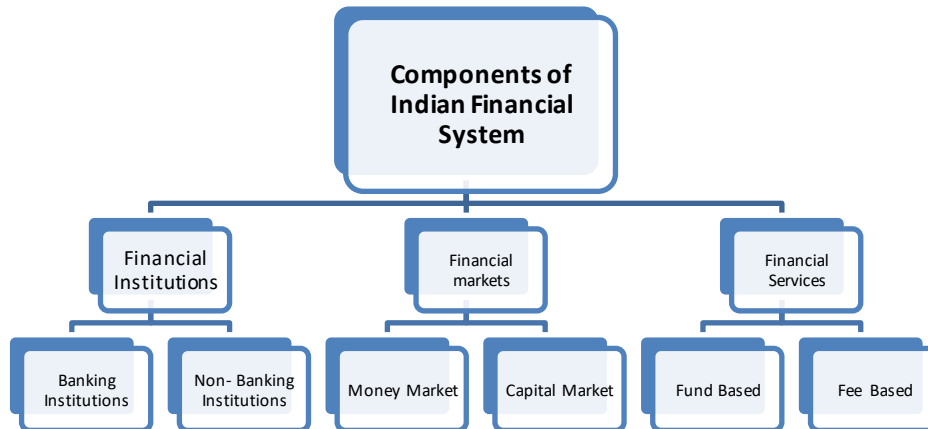 Components of
Indian Financial
System
Financial
Institutions
Financial
markets
Financial
Services
Banking
Institutions
Non- Banking
Institutions
Money Market
Capital Market
Fund Based
Fee Based